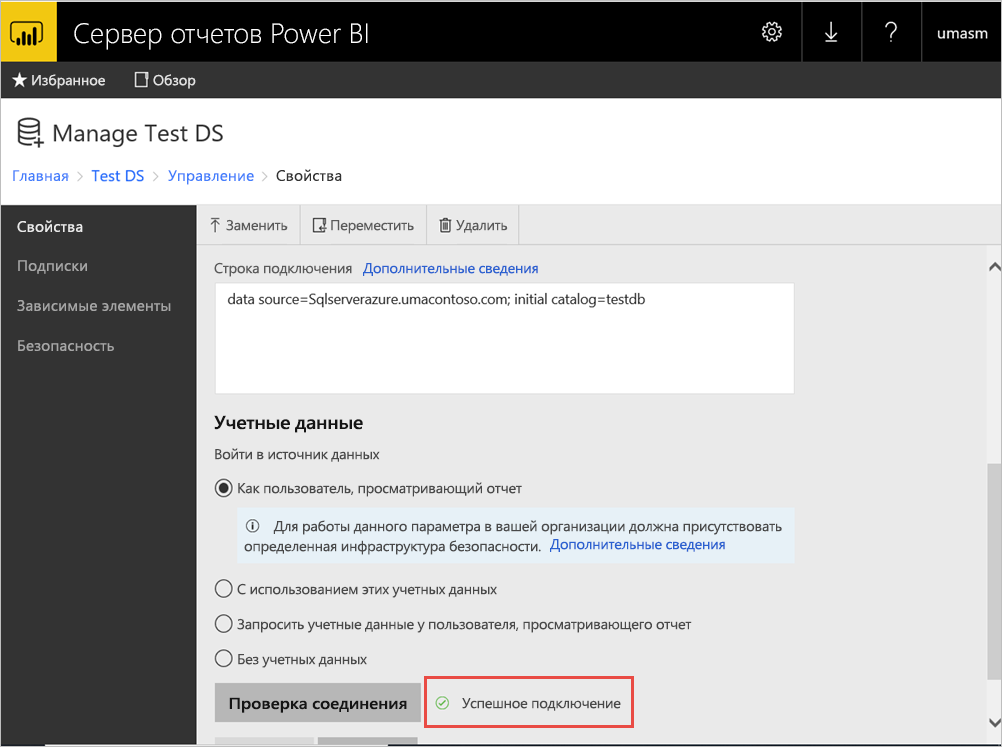 Сервер отчетов Power BI
? umasm
Избранное Обзор
Manage Test DS
Главная > Test DS > Управление > Свойства
Свойства
Подписки
Зависимые элементы
Безопасность
Заменить Переместить Удалить
Строка подключения Дополнительные сведения
data source=Sqlserverazure.umacontoso.com; initial catalog=testdb
Учетные данные
Войти в источник данных
Как пользователь, просматривающий отчет
Для работы данного параметра в вашей организации должна присутствовать
определенная инфраструктура безопасности. Дополнительные сведения
С использованием этих учетных данных
Запросить учетные данные у пользователя, просматривающего отчет
Без учетных данных
Проверка соединения Успешное подключение